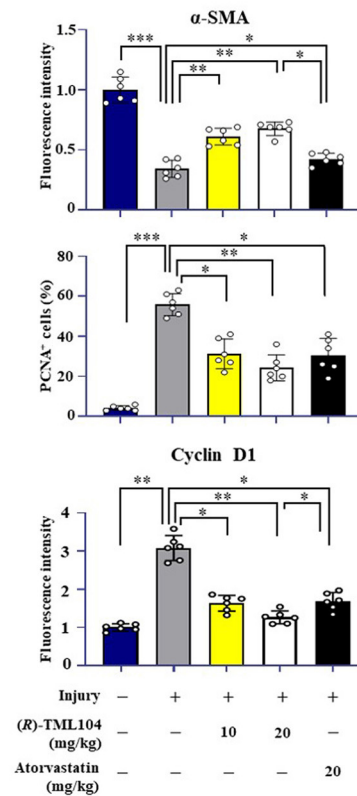 α-SMA
*** *
** *
**
Fluorescence intensity
1.5
1.0
0.5
0
*** *
**
*
PCNA⁺ cells (%)
80
60
40
20
0
Cyclin D1
** *
** *
*
Fluorescence intensity
4
3
2
1
0
Injury − + + + +
(R)-TML104 (mg/kg) − − 10 20 −
Atorvastatin (mg/kg) − − − − 20